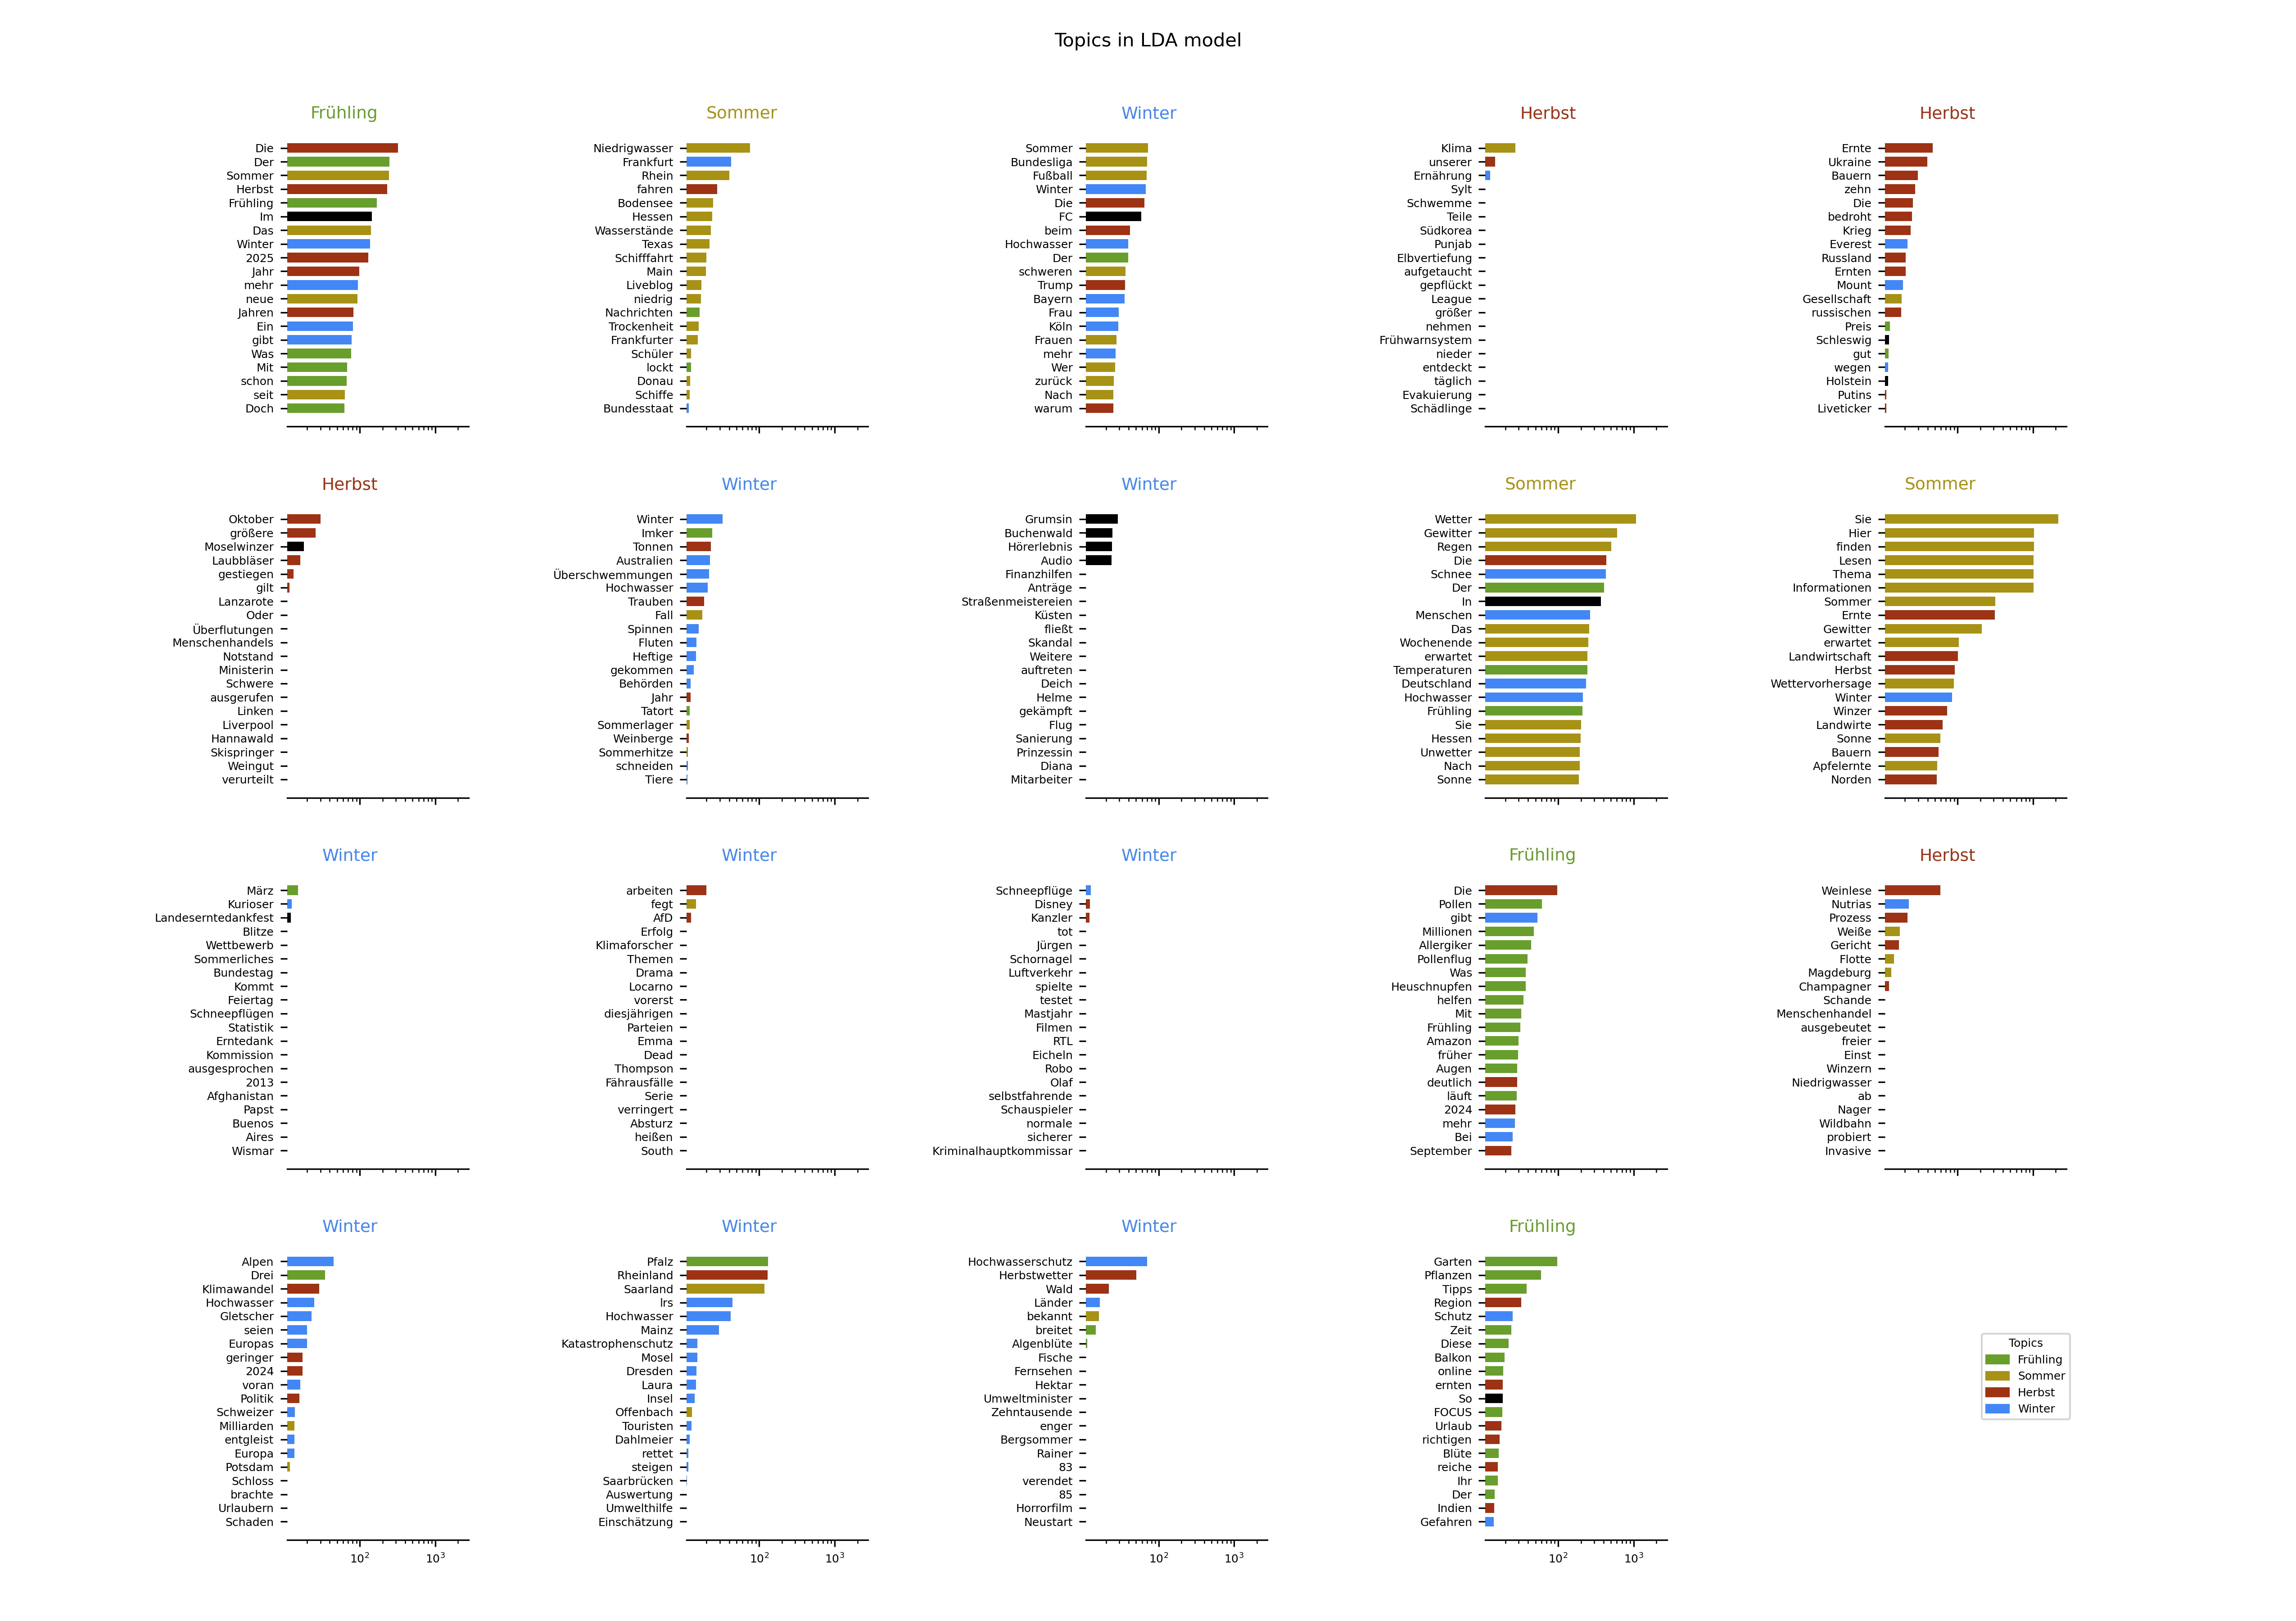 Topics in LDA model
Frühling
Die
Der
Sommer
Herbst
Frühling
Im
Das
Winter
2025
Jahr
mehr
neue
Jahren
Ein
gibt
Was
Mit
schon
seit
Doch
Sommer
Niedrigwasser
Frankfurt
Rhein
fahren
Bodensee
Hessen
Wasserstände
Texas
Schifffahrt
Main
Liveblog
niedrig
Nachrichten
Trockenheit
Frankfurter
Schüler
lockt
Donau
Schiffe
Bundesstaat
Winter
Sommer
Bundesliga
Fußball
Winter
Die
FC
beim
Hochwasser
Der
schweren
Trump
Bayern
Frau
Köln
Frauen
mehr
Wer
zurück
Nach
warum
Herbst
Klima
unserer
Ernährung
Sylt
Schwemme
Teile
Südkorea
Punjab
Elbvertiefung
aufgetaucht
gepflückt
League
größer
nehmen
Frühwarnsystem
nieder
entdeckt
täglich
Evakuierung
Schädlinge
Herbst
Ernte
Ukraine
Bauern
zehn
Die
bedroht
Krieg
Everest
Russland
Ernten
Mount
Gesellschaft
russischen
Preis
Schleswig
gut
wegen
Holstein
Putins
Liveticker
Herbst
Oktober
größere
Moselwinzer
Laubbläser
gestiegen
gilt
Lanzarote
Oder
Überflutungen
Menschenhandels
Notstand
Ministerin
Schwere
ausgerufen
Linken
Liverpool
Hannawald
Skispringer
Weingut
verurteilt
Winter
Winter
Imker
Tonnen
Australien
Überschwemmungen
Hochwasser
Trauben
Fall
Spinnen
Fluten
Heftige
gekommen
Behörden
Jahr
Tatort
Sommerlager
Weinberge
Sommerhitze
schneiden
Tiere
Winter
Grumsin
Buchenwald
Hörerlebnis
Audio
Finanzhilfen
Anträge
Straßenmeistereien
Küsten
fließt
Skandal
Weitere
auftreten
Deich
Helme
gekämpft
Flug
Sanierung
Prinzessin
Diana
Mitarbeiter
Sommer
Wetter
Gewitter
Regen
Die
Schnee
Der
In
Menschen
Das
Wochenende
erwartet
Temperaturen
Deutschland
Hochwasser
Frühling
Sie
Hessen
Unwetter
Nach
Sonne
Sommer
Sie
Hier
finden
Lesen
Thema
Informationen
Sommer
Ernte
Gewitter
erwartet
Landwirtschaft
Herbst
Wettervorhersage
Winter
Winzer
Landwirte
Sonne
Bauern
Apfelernte
Norden
Winter
März
Kurioser
Landeserntedankfest
Blitze
Wettbewerb
Sommerliches
Bundestag
Kommt
Feiertag
Schneepflügen
Statistik
Erntedank
Kommission
ausgesprochen
2013
Afghanistan
Papst
Buenos
Aires
Wismar
Winter
arbeiten
fegt
AfD
Erfolg
Klimaforscher
Themen
Drama
Locarno
vorerst
diesjährigen
Parteien
Emma
Dead
Thompson
Fährausfälle
Serie
verringert
Absturz
heißen
South
Winter
Schneepflüge
Disney
Kanzler
tot
Jürgen
Schornagel
Luftverkehr
spielte
testet
Mastjahr
Filmen
RTL
Eicheln
Robo
Olaf
selbstfahrende
Schauspieler
normale
sicherer
Kriminalhauptkommissar
Frühling
Die
Pollen
gibt
Millionen
Allergiker
Pollenflug
Was
Heuschnupfen
helfen
Mit
Frühling
Amazon
früher
Augen
deutlich
läuft
2024
mehr
Bei
September
Herbst
Weinlese
Nutrias
Prozess
Weiße
Gericht
Flotte
Magdeburg
Champagner
Schande
Menschenhandel
ausgebeutet
freier
Einst
Winzern
Niedrigwasser
ab
Nager
Wildbahn
probiert
Invasive
Winter
Alpen
Drei
Klimawandel
Hochwasser
Gletscher
seien
Europas
geringer
2024
voran
Politik
Schweizer
Milliarden
entgleist
Europa
Potsdam
Schloss
brachte
Urlaubern
Schaden
10² 10³
Winter
Pfalz
Rheinland
Saarland
lrs
Hochwasser
Mainz
Katastrophenschutz
Mosel
Dresden
Laura
Insel
Offenbach
Touristen
Dahlmeier
rettet
steigen
Saarbrücken
Auswertung
Umwelthilfe
Einschätzung
10² 10³
Winter
Hochwasserschutz
Herbstwetter
Wald
Länder
bekannt
breitet
Algenblüte
Fische
Fernsehen
Hektar
Umweltminister
Zehntausende
enger
Bergsommer
Rainer
83
verendet
85
Horrorfilm
Neustart
10² 10³
Frühling
Garten
Pflanzen
Tipps
Region
Schutz
Zeit
Diese
Balkon
online
ernten
So
FOCUS
Urlaub
richtigen
Blüte
reiche
Ihr
Der
Indien
Gefahren
10² 10³
Topics
Frühling
Sommer
Herbst
Winter